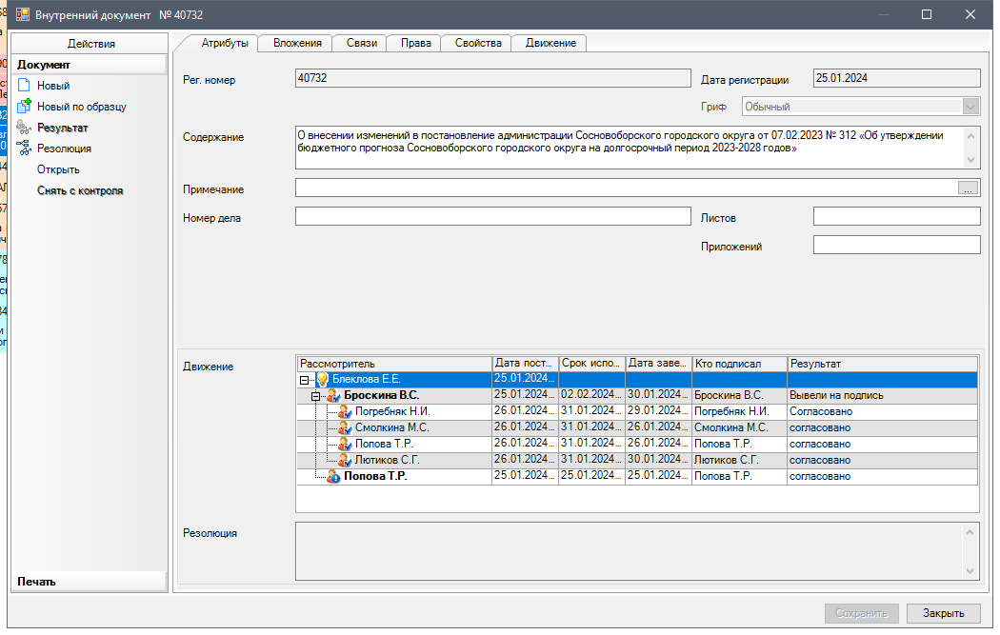 Внутренний документ № 40732
Действия
Документ
Новый
Новый по образцу
Результат
Резолюция
Открыть
Снять с контроля
Печать
Атрибуты Вложения Связи Права Свойства Движение
Рег. номер 40732 Дата регистрации 25.01.2024
Гриф Обычный
Содержание О внесении изменений в постановление администрации Сосновоборского городского округа от 07.02.2023 № 312 «Об утверждении
бюджетного прогноза Сосновоборского городского округа на долгосрочный период 2023-2028 годов»
Примечание ...
Номер дела Листов
Приложений
Движение
Рассмотритель Дата пост... Срок испо... Дата заве... Кто подписал Результат
Блеклова Е.Е. 25.01.2024...
Броскина В.С. 25.01.2024... 02.02.2024... 30.01.2024... Броскина В.С. Вывели на подпись
Погребняк Н.И. 26.01.2024... 31.01.2024... 29.01.2024... Погребняк Н.И. Согласовано
Смолкина М.С. 26.01.2024... 31.01.2024... 26.01.2024... Смолкина М.С. согласовано
Попова Т.Р. 26.01.2024... 31.01.2024... 26.01.2024... Попова Т.Р. согласовано
Лютиков С.Г. 26.01.2024... 31.01.2024... 30.01.2024... Лютиков С.Г. согласовано
Попова Т.Р. 25.01.2024... 25.01.2024... 25.01.2024... Попова Т.Р. согласовано
Резолюция
Сохранить Закрыть